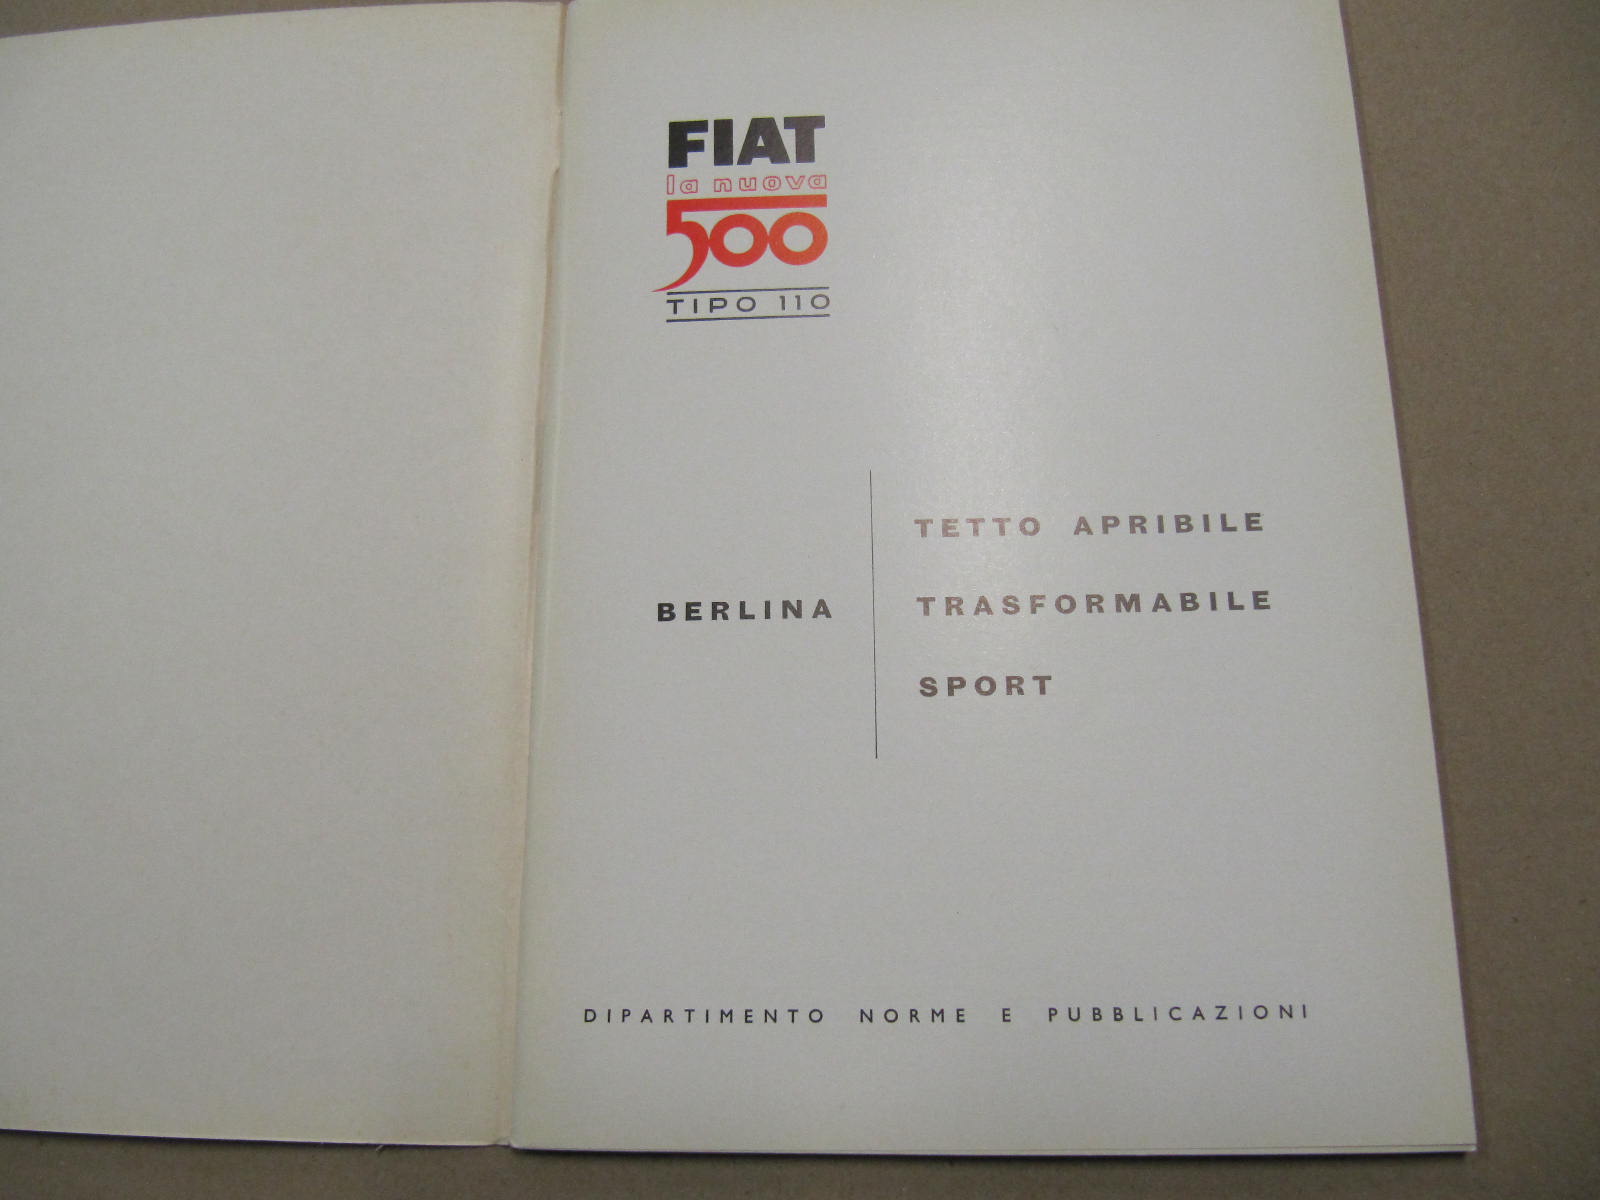 FIAT
la nuova
500
TIPO 110
BERLINA
TETTO APRIBILE
TRASFORMABILE
SPORT
DIPARTIMENTO NORME E PUBBLICAZIONI